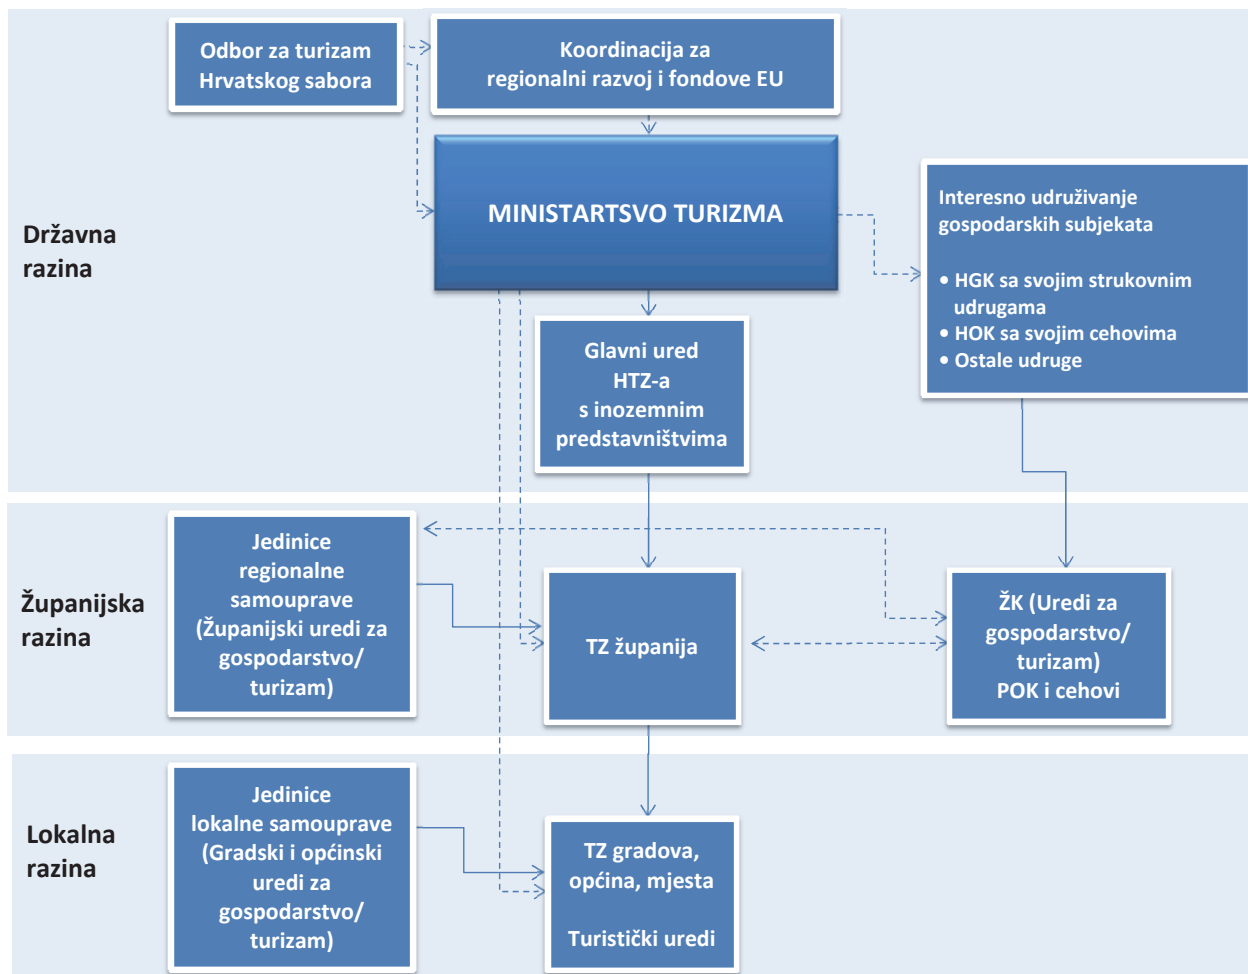 Odbor za turizam
Hrvatskog sabora
Koordinacija za
regionalni razvoj i fondove EU
Državna
razina
MINISTARTSVO TURIZMA
Interesno udruživanje
gospodarskih subjekata
• HGK sa svojim strukovnim
udrugama
• HOK sa svojim cehovima
• Ostale udruge
Glavni ured
HTZ-a
s inozemnim
predstavništvima
Županijska
razina
Jedinice
regionalne
samouprave
(Županijski uredi za
gospodarstvo/
turizam)
TZ županija
ŽK (Uredi za
gospodarstvo/
turizam)
POK i cehovi
Lokalna
razina
Jedinice
lokalne samouprave
(Gradski i općinski
uredi za
gospodarstvo/
turizam)
TZ gradova,
općina, mjesta
Turistički uredi